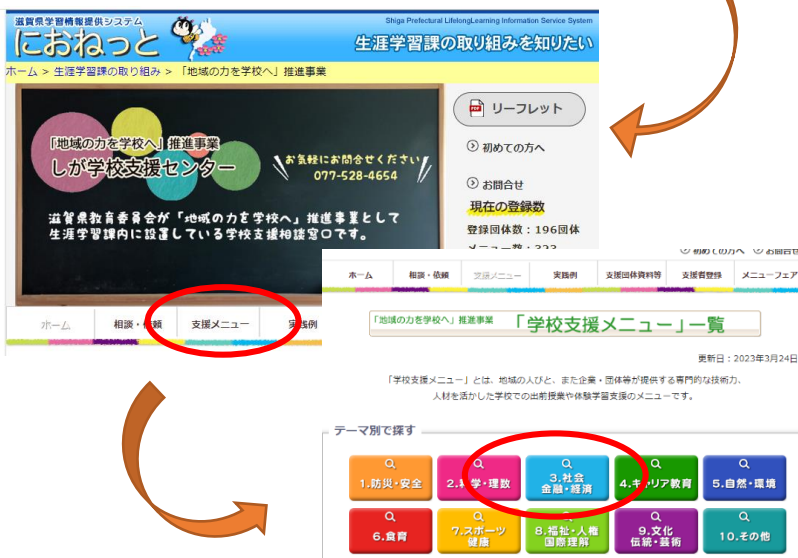 滋賀県学習情報提供システム
におねっと
Shiga Prefectural LifelongLearning Information Service System
生涯学習課の取り組みを知りたい
ホーム > 生涯学習課の取り組み > 「地域の力を学校へ」推進事業
「地域の力を学校へ」推進事業
しが学校支援センター
お気軽にお問合せください
077-528-4654
滋賀県教育委員会が「地域の力を学校へ」推進事業として
生涯学習課内に設置している学校支援相談窓口です。
PDF リーフレット
初めての方へ
お問合せ
現在の登録数
登録団体数：196団体
メニュー数：323
ホーム 相談・依頼 支援メニュー 実践例
初めての方へ お問合せ
ホーム 相談・依頼 支援メニュー 実践例 支援団体資料等 支援者登録 メニューフェア
「地域の力を学校へ」推進事業 「学校支援メニュー」一覧
更新日：2023年3月24日
「学校支援メニュー」とは、地域の人びと、また企業・団体等が提供する専門的な技術力、
人材を活かした学校での出前授業や体験学習支援のメニューです。
テーマ別で探す
1.防災・安全
2.科学・理数
3.社会
金融・経済
4.キャリア教育
5.自然・環境
6.食育
7.スポーツ
健康
8.福祉・人権
国際理解
9.文化
伝統・芸術
10.その他